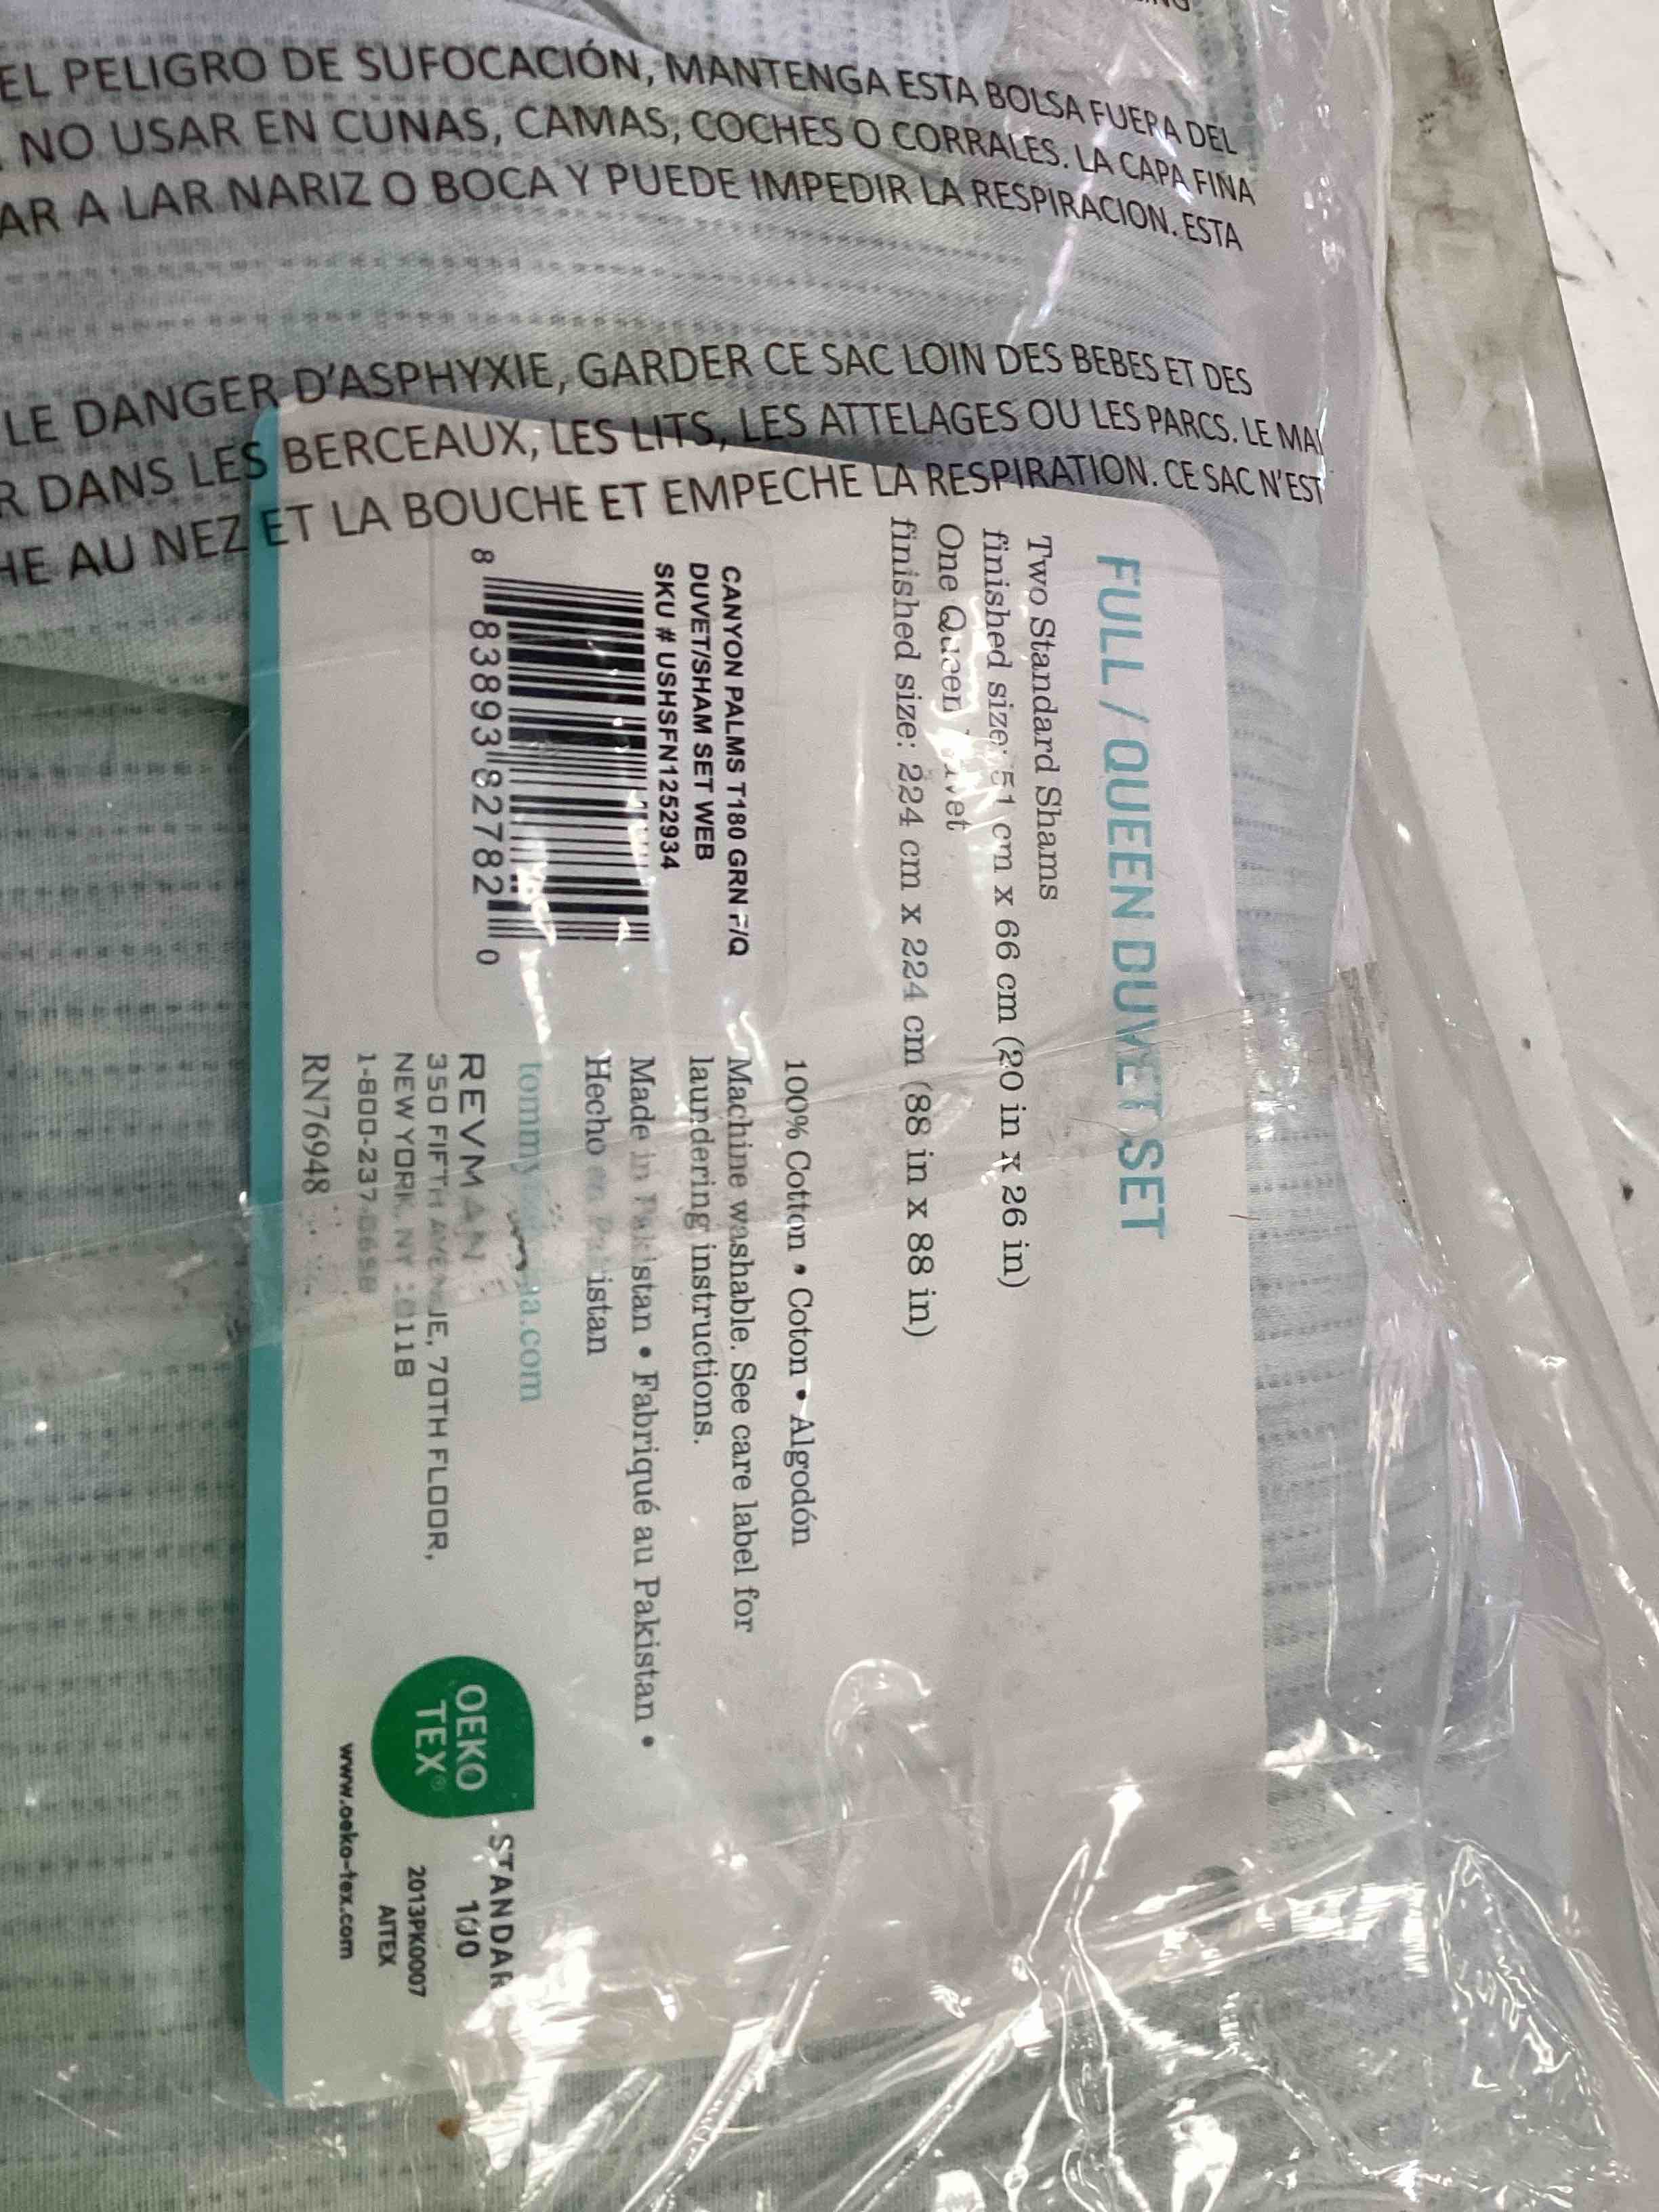 EL PELIGRO DE SUFOCACIÓN, MANTENGA ESTA BOLSA FUERA DEL
NO USAR EN CUNAS, CAMAS, COCHES O CORRALES. LA CAPA FINA
AR A LAR NARIZ O BOCA Y PUEDE IMPEDIR LA RESPIRACION. ESTA
LE DANGER D'ASPHYXIE, GARDER CE SAC LOIN DES BEBES ET DES
R DANS LES BERCEAUX, LES LITS, LES ATTELAGES OU LES PARCS. LE
HE AU NEZ ET LA BOUCHE ET EMPECHE LA RESPIRATION. CE SAC N'EST
FULL / QUEEN DUVET SET
Two Standard Shams
finished size: 51 cm x 66 cm (20 in x 26 in)
One Queen Duvet
finished size: 224 cm x 224 cm (88 in x 88 in)
CANYON PALMS T180 GRN F/Q
DUVET/SHAM SET WEB
SKU # USHSFN1252934
8 83893 82782 0
100% Cotton • Coton • Algodón
Machine washable. See care label for
laundering instructions.
Made in Pakistan • Fabriqué au Pakistan •
Hecho en Pakistan
REVMAN
350 FIFTH AVENUE, 70TH FLOOR,
NEW YORK, NY 10118
1-800-237-
RN76948
OEKO
TEX®
STANDAR
100
2013PK0007
AITEX
www.oeko-tex.com